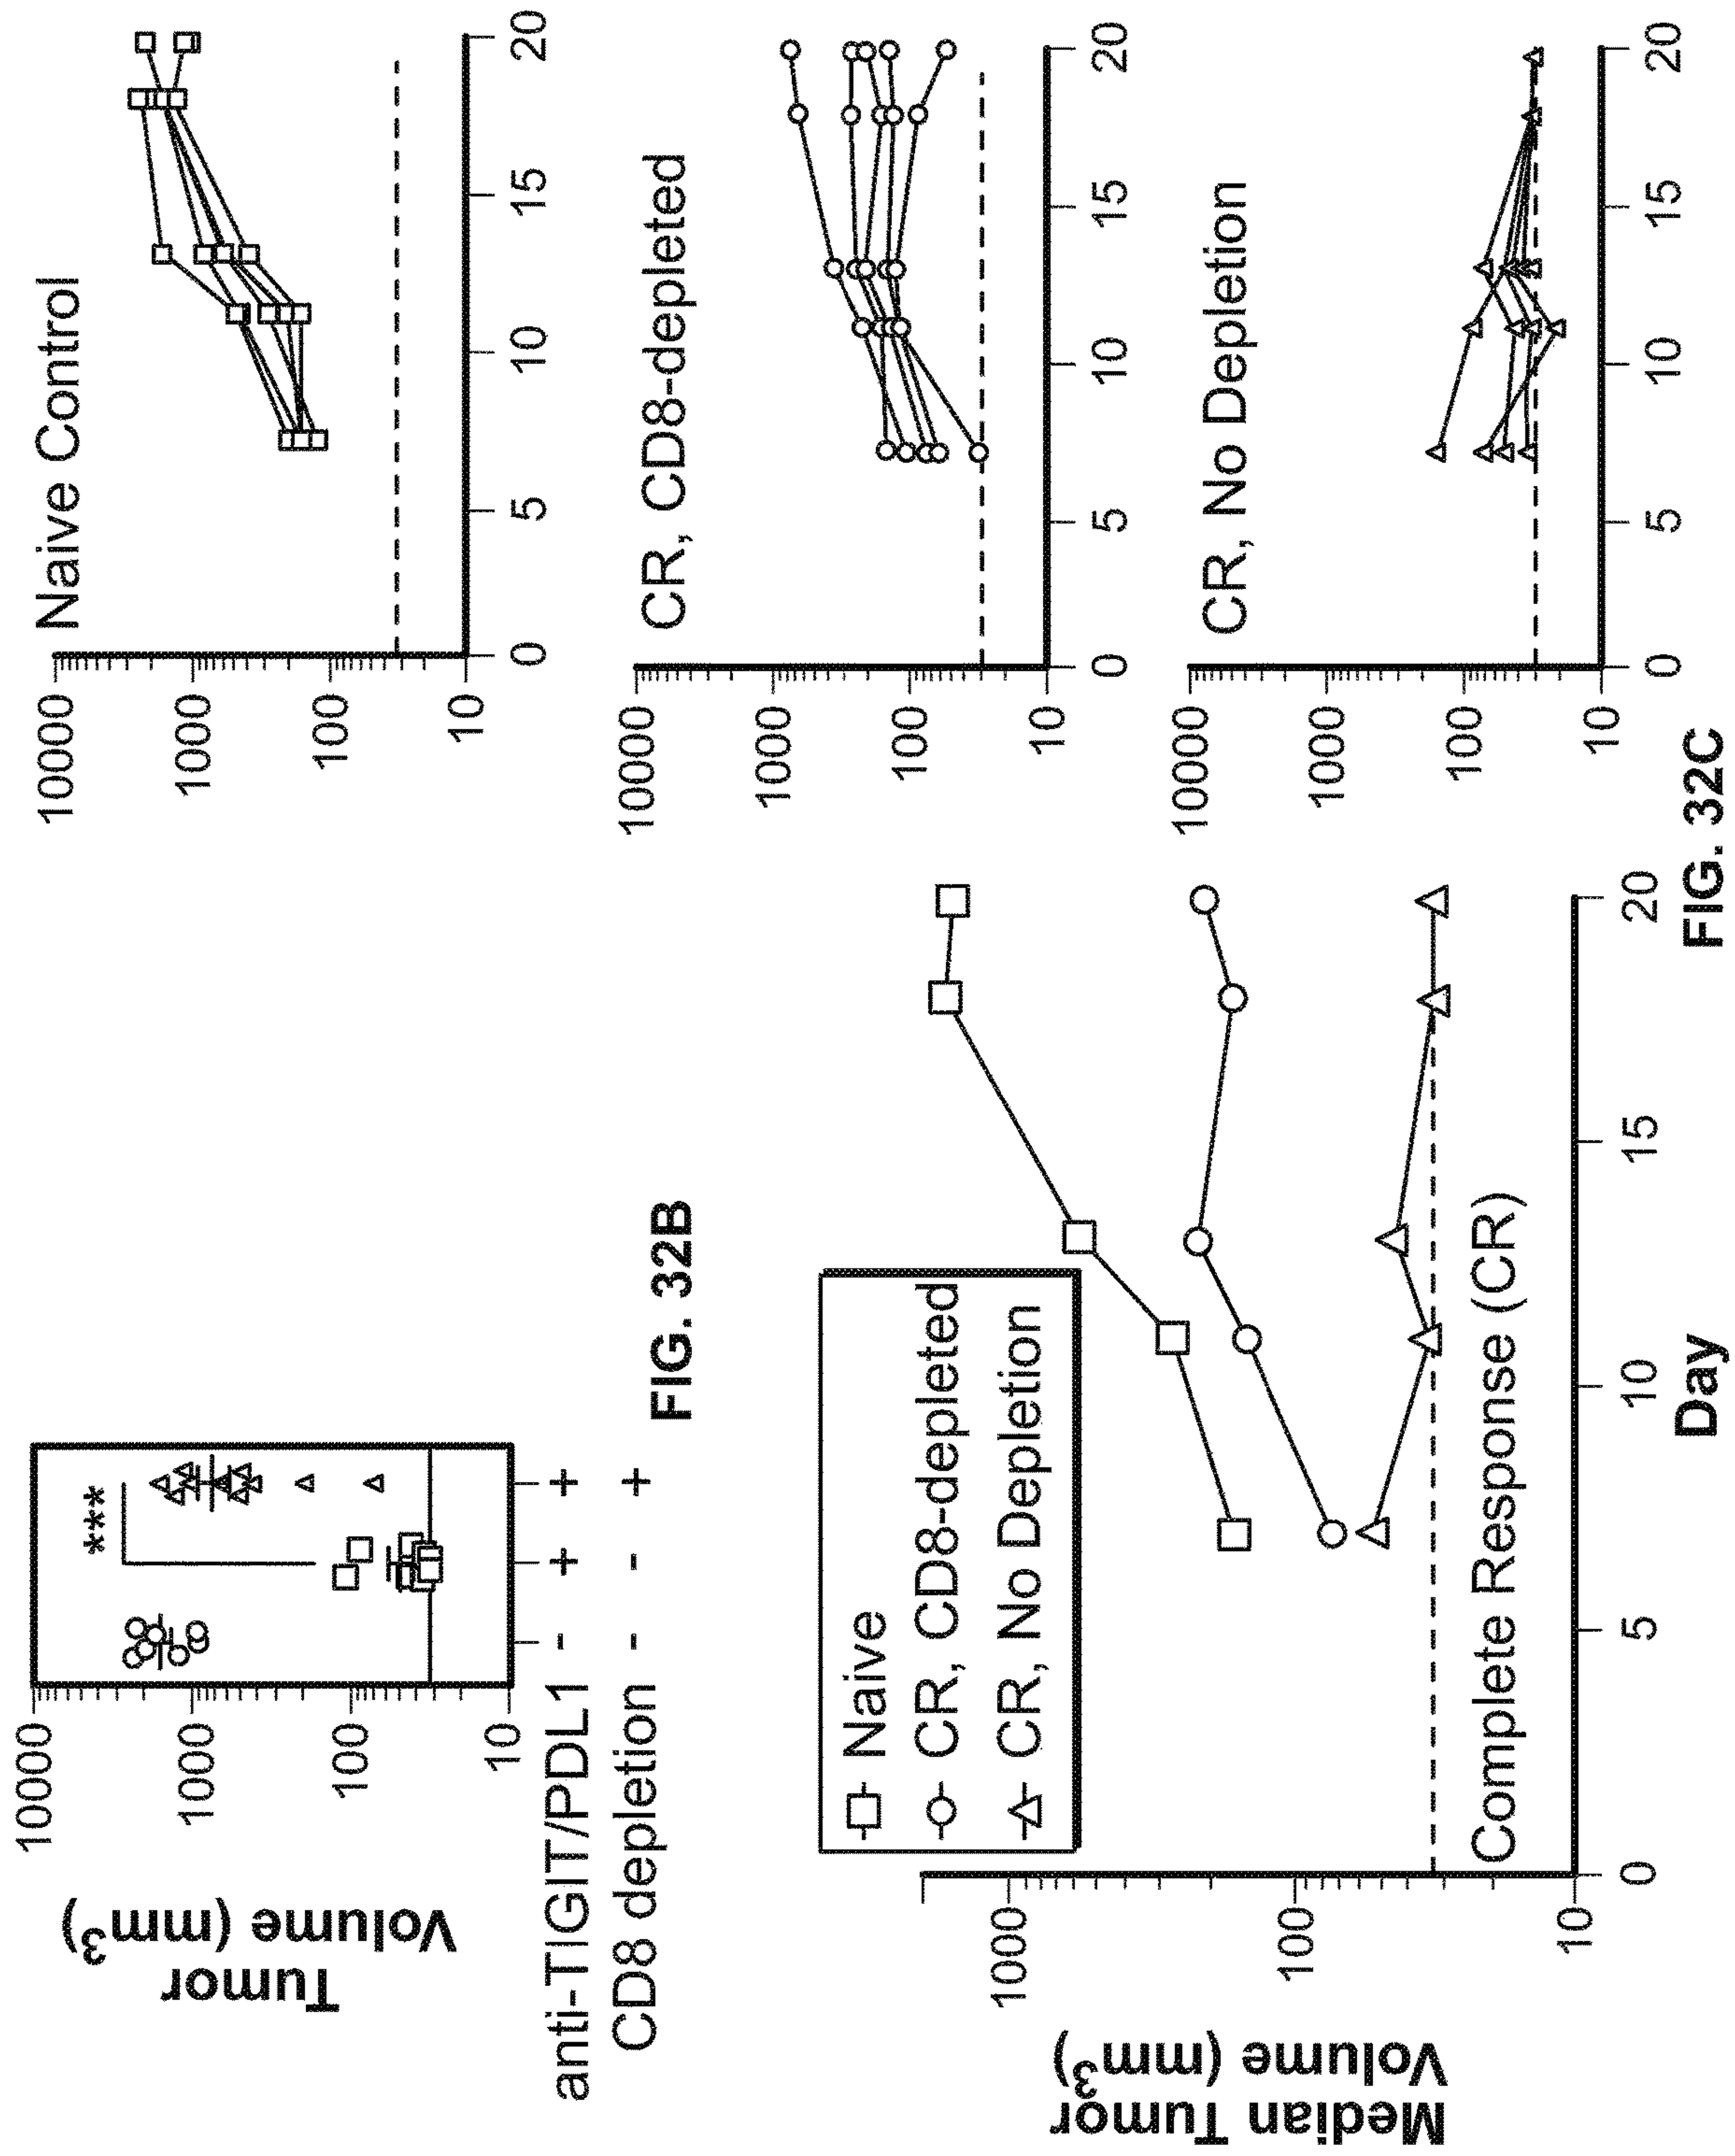 Tumor
Volume (mm³)
10000
1000
100
10
***
anti-TIGIT/PDL1 - + +
CD8 depletion - - +
FIG. 32B
Median Tumor
Volume (mm³)
1000
100
10
Naive
CR, CD8-depleted
CR, No Depletion
Complete Response (CR)
0 5 10 15 20
Day
Naive Control
10000
1000
100
10
0 5 10 15 20
CR, CD8-depleted
10000
1000
100
10
0 5 10 15 20
CR, No Depletion
10000
1000
100
10
0 5 10 15 20
FIG. 32C